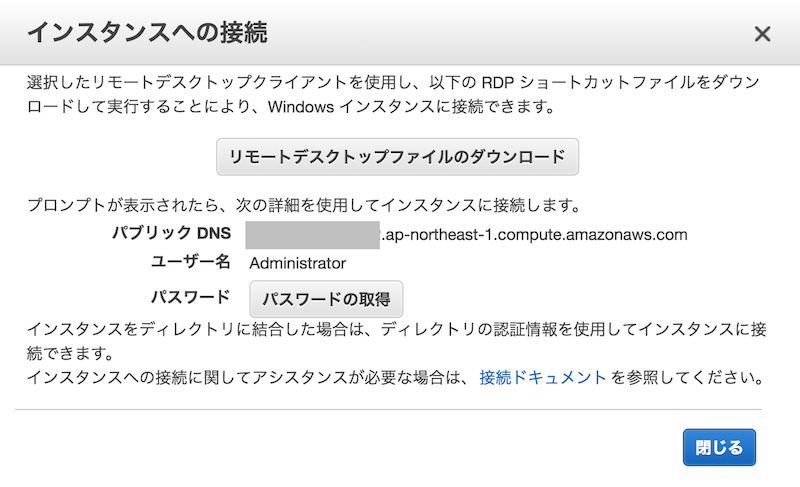 インスタンスへの接続
選択したリモートデスクトップクライアントを使用し、以下の RDP ショートカットファイルをダウン
ロードして実行することにより、Windows インスタンスに接続できます。
リモートデスクトップファイルのダウンロード
プロンプトが表示されたら、次の詳細を使用してインスタンスに接続します。
パブリック DNS .ap-northeast-1.compute.amazonaws.com
ユーザー名 Administrator
パスワード パスワードの取得
インスタンスをディレクトリに結合した場合は、ディレクトリの認証情報を使用してインスタンスに接
続できます。
インスタンスへの接続に関してアシスタンスが必要な場合は、 接続ドキュメント を参照してください。
閉じる